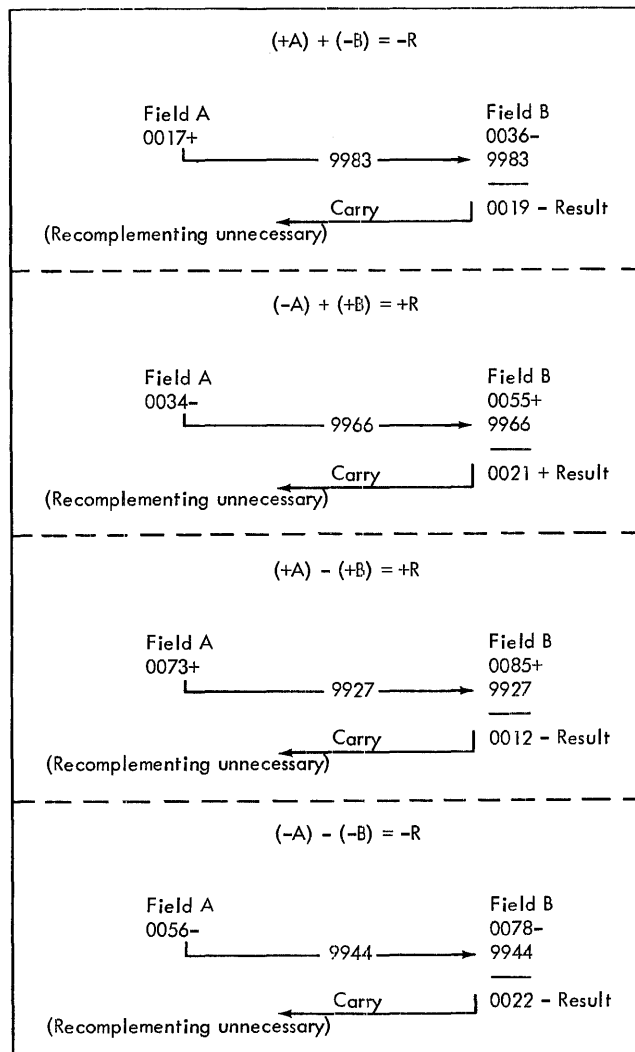 (+A) + (-B) = -R
Field A
Field B
0017+
0036-
9983
9983
Carry
0019 - Result
(Recomplementing unnecessary)
(-A) + (+B) = +R
Field A
Field B
0034-
0055+
9966
9966
Carry
0021 + Result
(Recomplementing unnecessary)
(+A) - (+B) = +R
Field A
Field B
0073+
0085+
9927
9927
Carry
0012 - Result
(Recomplementing unnecessary)
(-A) - (-B) = -R
Field A
Field B
0056-
0078-
9944
9944
Carry
0022 - Result
(Recomplementing unnecessary)